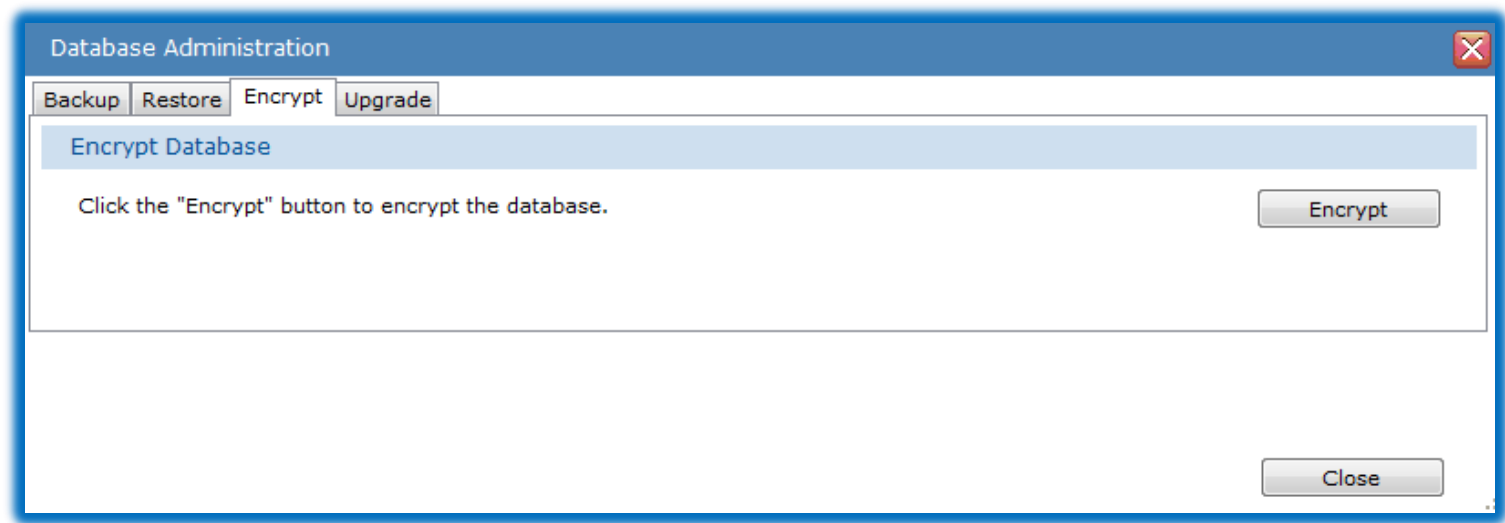 Database Administration
Backup Restore Encrypt Upgrade
Encrypt Database
Click the "Encrypt" button to encrypt the database. Encrypt
Close